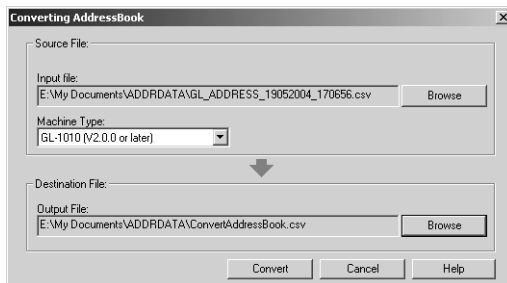 Converting AddressBook
Source File:
Input file:
E:\My Documents\ADDRDATA\GL_ADDRESS_19052004_170656.csv
Browse
Machine Type:
GL-1010 (V2.0.0 or later)
Destination File:
Output File:
E:\My Documents\ADDRDATA\ConvertAddressBook.csv
Browse
Convert Cancel Help